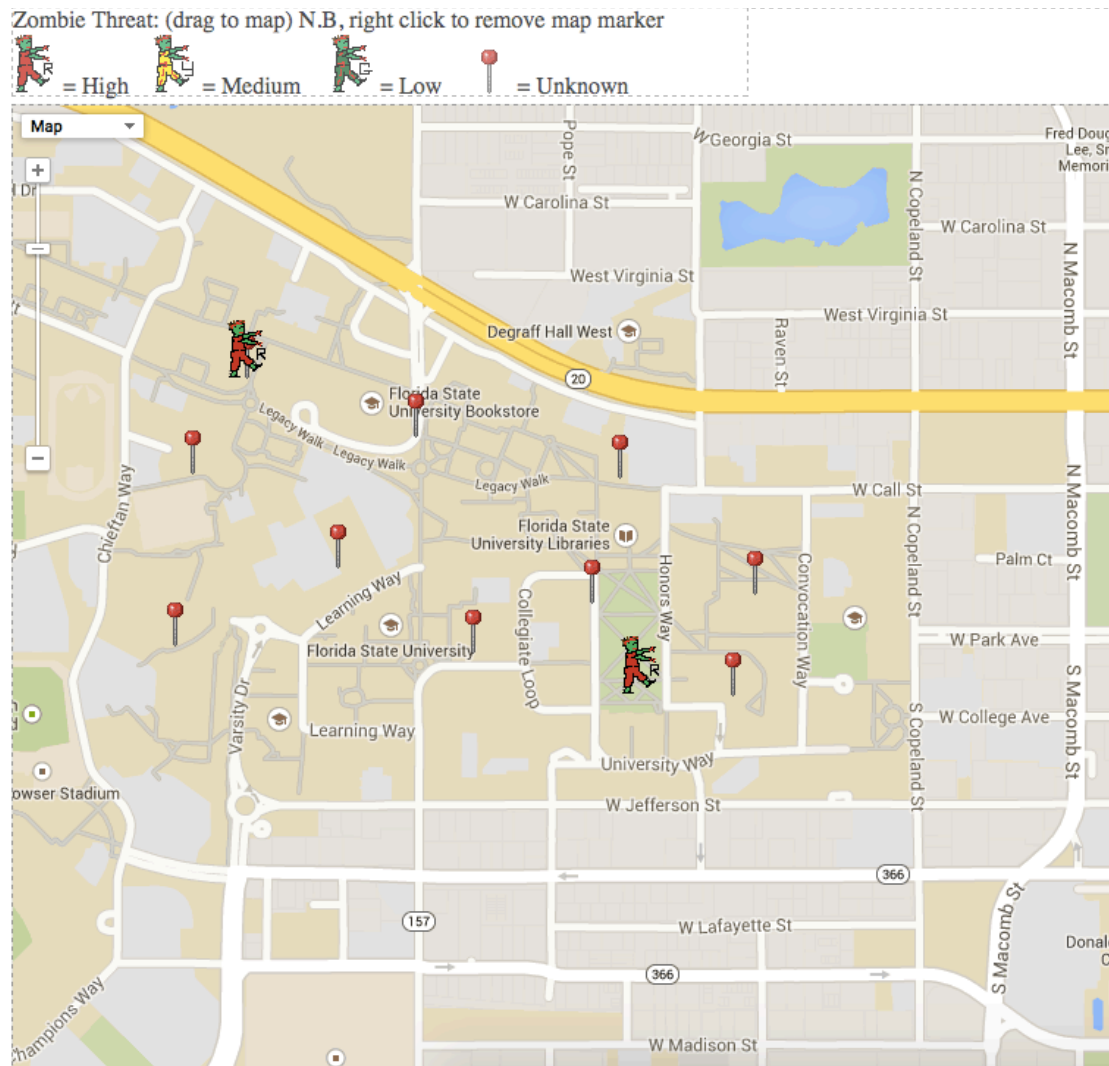 Zombie Threat: (drag to map) N.B, right click to remove map marker
R = High Y = Medium G = Low = Unknown
Map
W Georgia St
Fred Doug
Lee, Sr
Memori
Pope St
W Carolina St
N Copeland St
W Carolina St
N Macomb St
West Virginia St
West Virginia St
Degraff Hall West
Raven St
R
20
Florida State
University Bookstore
Legacy Walk
Legacy Walk
Legacy Walk
Chieftan Way
W Call St
N Copeland St
N Macomb St
Florida State
University Libraries
Honors Way
Convocation Way
Palm Ct
Learning Way
Collegiate Loop
Florida State University
W Park Ave
R
S Macomb St
Varsity Dr
Learning Way
S Copeland St
W College Ave
University Way
owser Stadium
W Jefferson St
366
157
W Lafayette St
S Macomb St
Donal
C
366
Champions Way
W Madison St